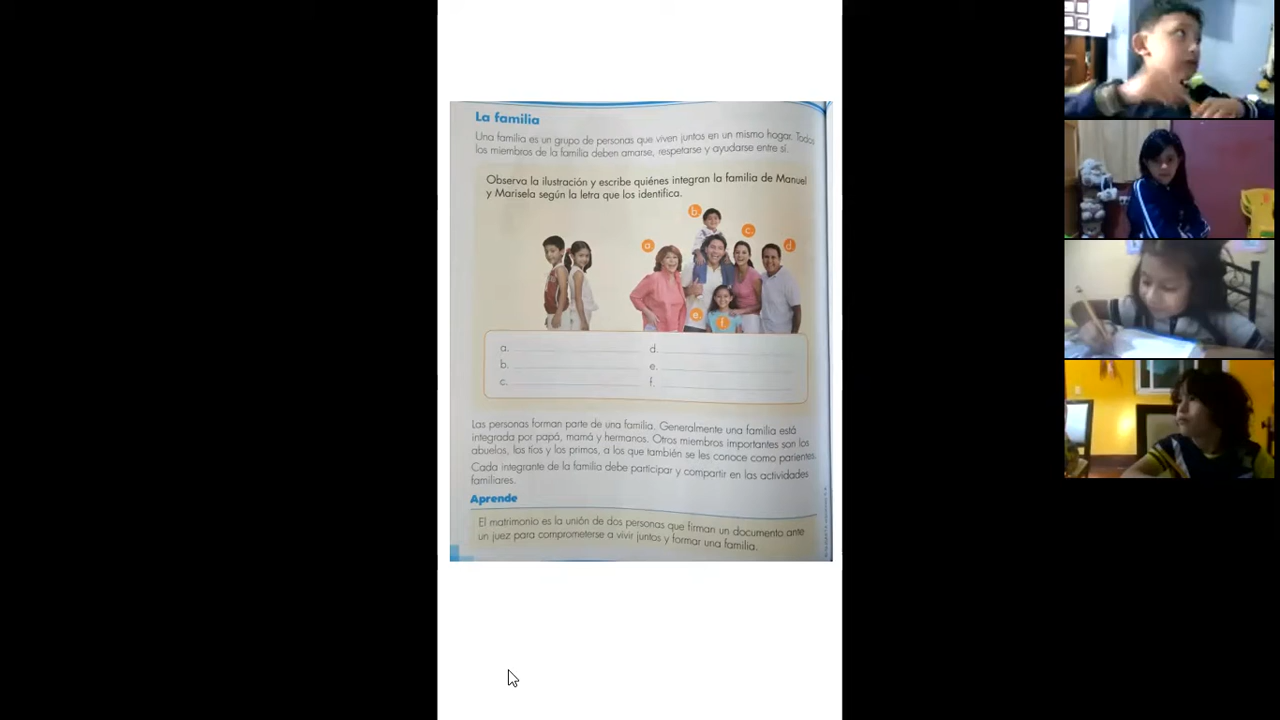 La familia
Una familia es un grupo de personas que viven juntos en un mismo hogar. Todos
los miembros de la familia deben amarse, respetarse y ayudarse entre sí.
Observa la ilustración y escribe quiénes integran la familia de Manuel
y Marisela según la letra que los identifica.
b.
c.
a.
d.
e.
f.
a.
d.
b.
e.
c.
f.
Las personas forman parte de una familia. Generalmente una familia está
integrada por papá, mamá y hermanos. Otros miembros importantes son los
abuelos, los tíos y los primos, a los que también se les conoce como parientes.
Cada integrante de la familia debe participar y compartir en las actividades
familiares.
Aprende
El matrimonio es la unión de dos personas que firman un documento ante
un juez para comprometerse a vivir juntos y formar una familia.